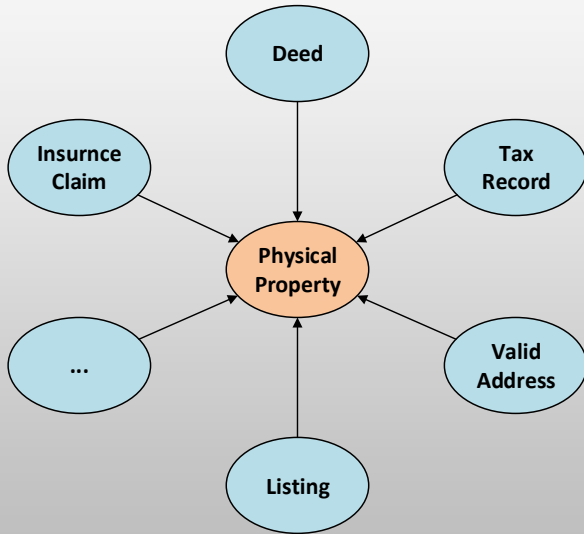 Deed
Insurnce
Claim
Tax
Record
Physical
Property
...
Valid
Address
Listing